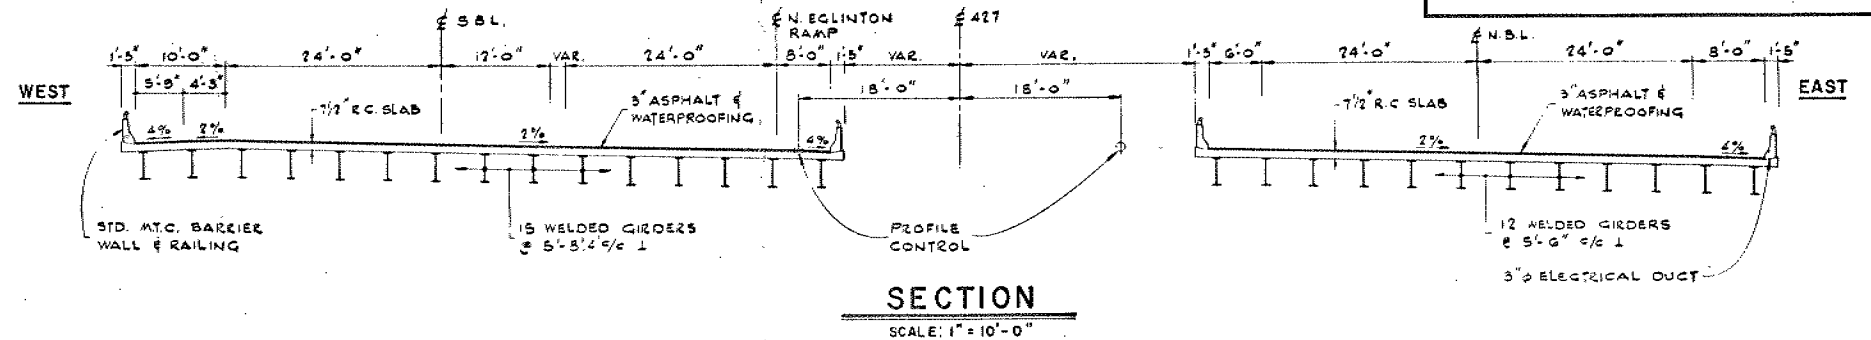 ℄ S B L.
℄ N. EGLINTON
RAMP
℄ 427
℄ N.B.L.
1'-5" 10'-0" 24'-0" 12'-0" VAR. 24'-0" 8'-0" 1'-5" VAR. VAR. 1'-5" 6'-0" 24'-0" 24'-0" 8'-0" 1'-5"
5'-9" 4'-3"
18'-0" 18'-0"
WEST
EAST
7½" R.C. SLAB
3" ASPHALT &
WATERPROOFING
7½" R.C SLAB
3" ASPHALT &
WATERPROOFING
4% 2% 2% 4% 2% 4%
STD. M.T.C. BARRIER
WALL & RAILING
15 WELDED GIRDERS
@ c/c ⊥
PROFILE
CONTROL
12 WELDED GIRDERS
@ 5'-6" c/c ⊥
3"⌀ ELECTRICAL DUCT
SECTION
SCALE: 1" = 10'-0"